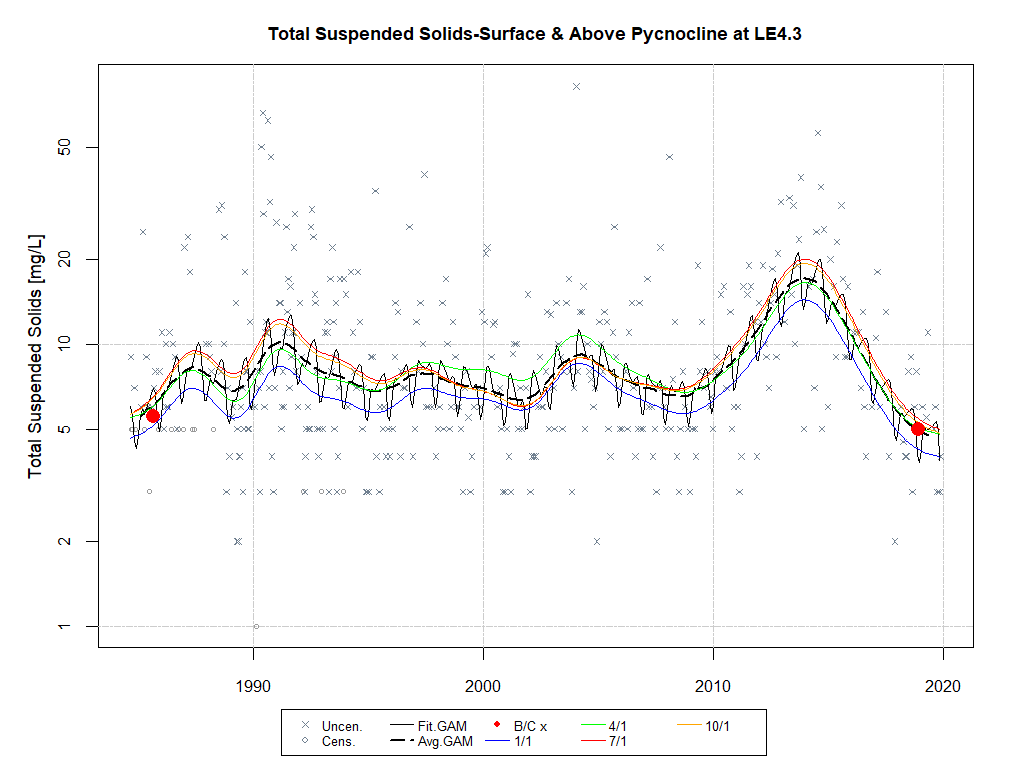 Total Suspended Solids-Surface & Above Pycnocline at LE4.3
Total Suspended Solids [mg/L]
50
20
10
5
2
1
1990 2000 2010 2020
Uncen. Fit.GAM B/C x 4/1 10/1
Cens. Avg.GAM 1/1 7/1